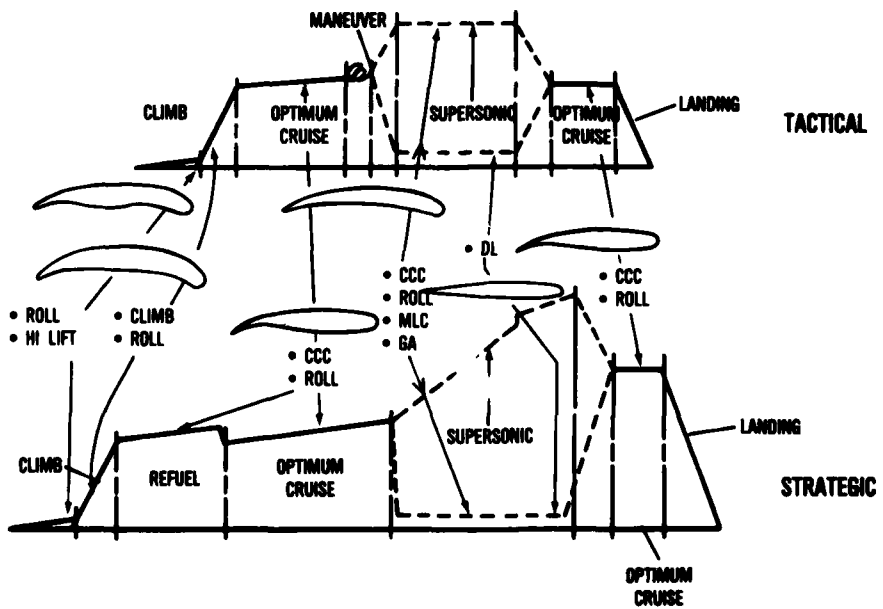 MANEUVER
CLIMB
OPTIMUM
CRUISE
SUPERSONIC
OPTIMUM
CRUISE
LANDING
TACTICAL
• DL
• CCC
• ROLL
• MLC
• GA
• CCC
• ROLL
• ROLL
• HI LIFT
• CLIMB
• ROLL
• CCC
• ROLL
CLIMB
REFUEL
OPTIMUM
CRUISE
SUPERSONIC
LANDING
STRATEGIC
OPTIMUM
CRUISE